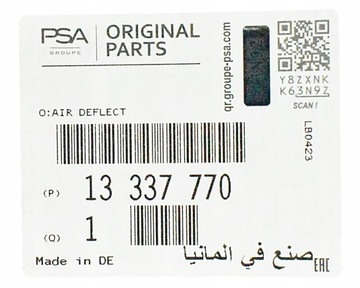 PSA
GROUPE
ORIGINAL
PARTS
qr.groupe-psa.com
Y8ZXNK
K63N9Z
SCAN!
O:AIR DEFLECT
LB0423
(P) 13 337 770
(Q) 1
Made in DE
صنع في المانيا
EAC